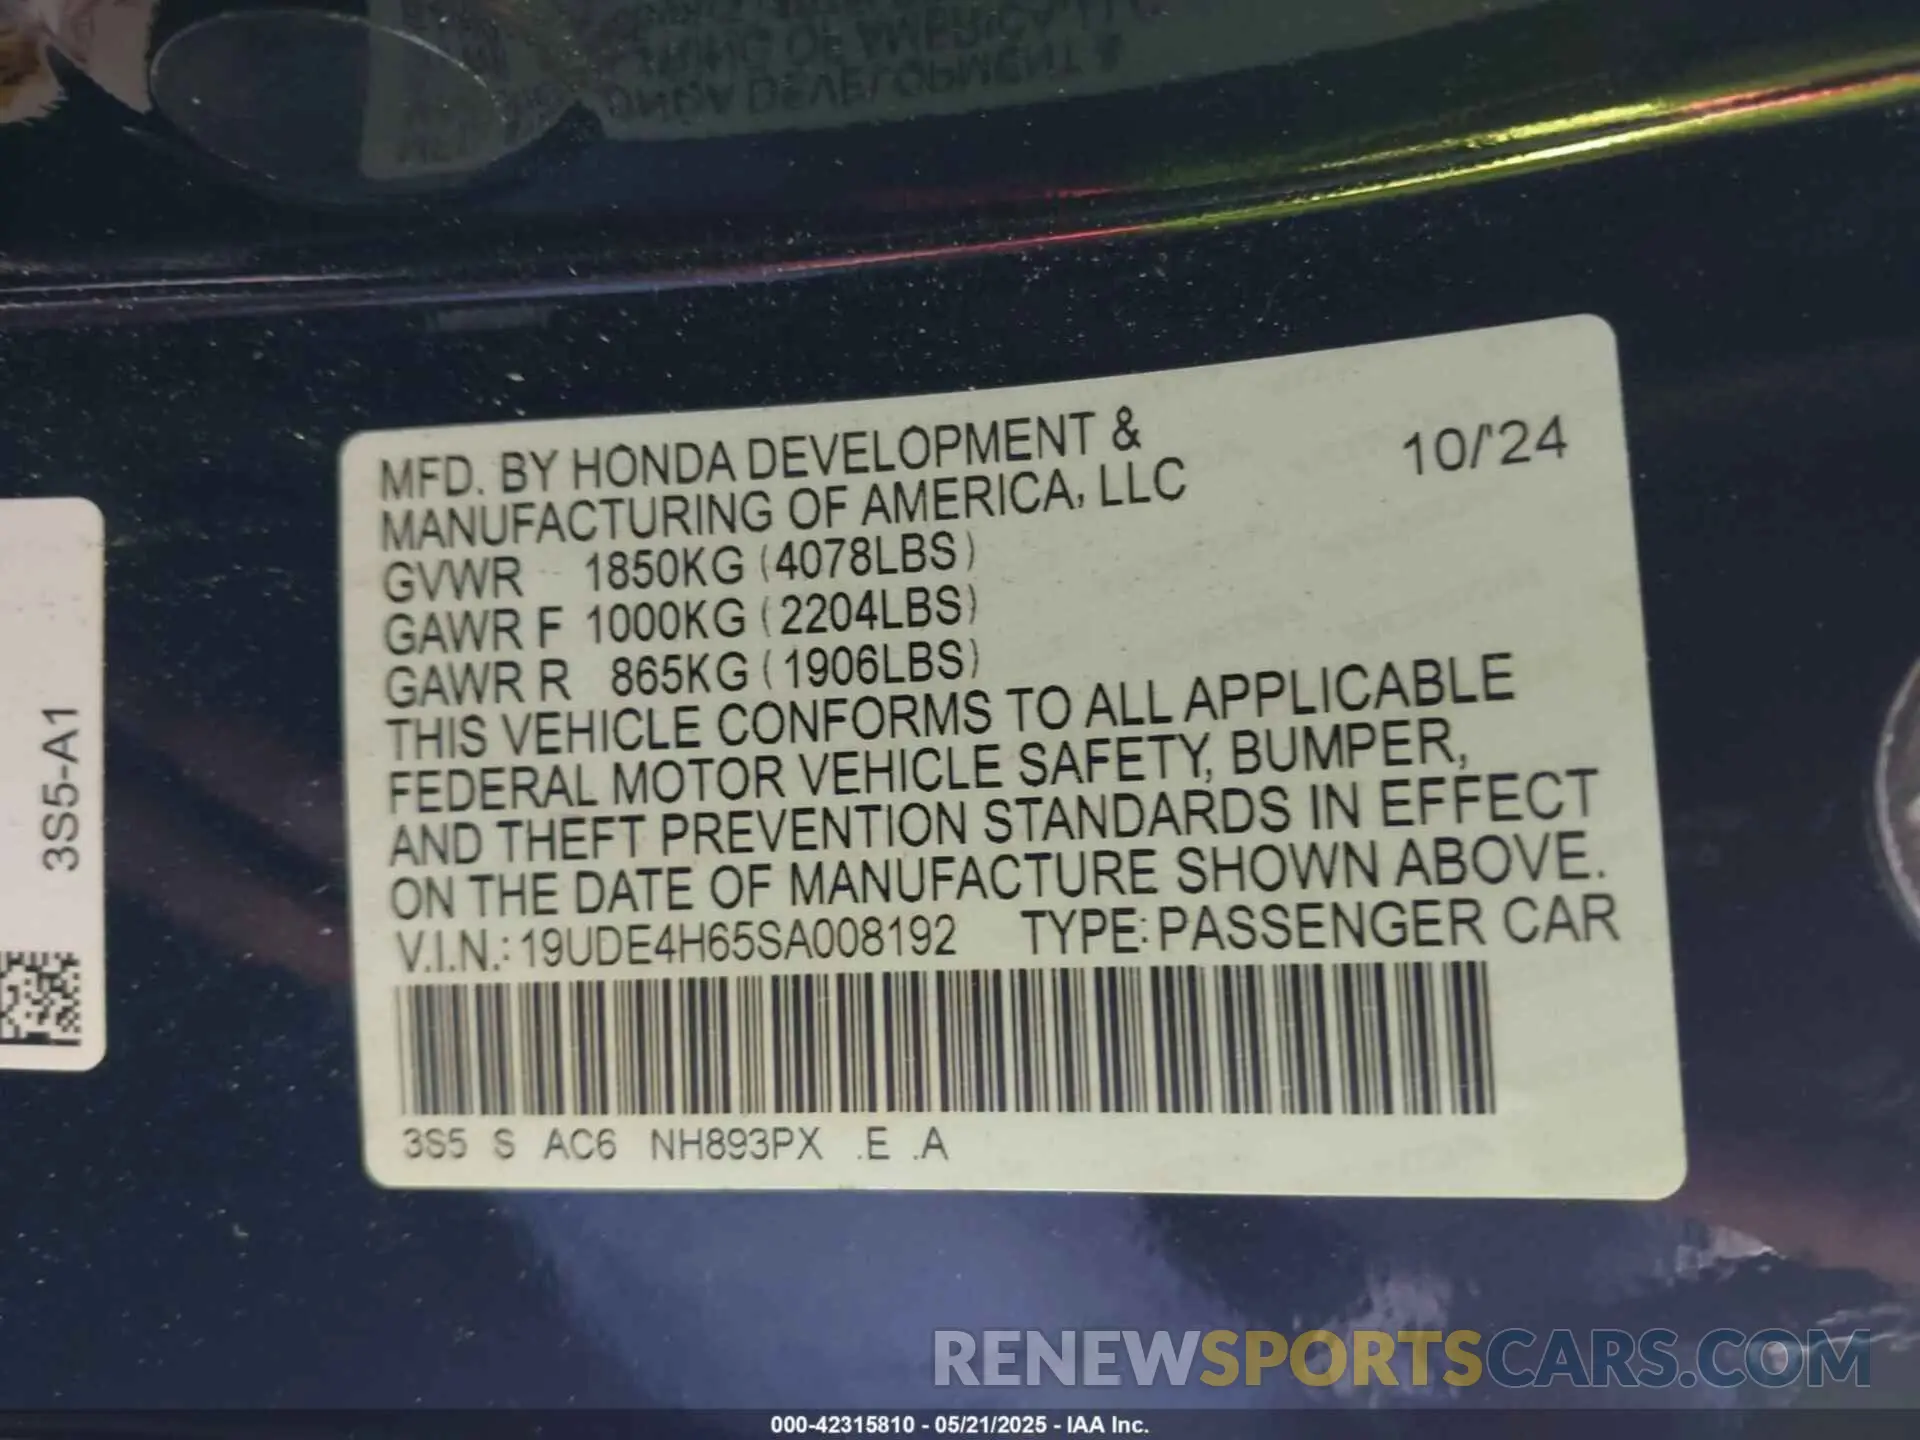 MFD. BY HONDA DEVELOPMENT &
MANUFACTURING OF AMERICA, LLC
10/'24
GVWR 1850KG (4078LBS)
GAWR F 1000KG (2204LBS)
GAWR R 865KG (1906LBS)
THIS VEHICLE CONFORMS TO ALL APPLICABLE
FEDERAL MOTOR VEHICLE SAFETY, BUMPER,
AND THEFT PREVENTION STANDARDS IN EFFECT
ON THE DATE OF MANUFACTURE SHOWN ABOVE.
V.I.N.: 19UDE4H65SA008192 TYPE: PASSENGER CAR
3S5 S AC6 NH893PX .E .A
3S5-A1
RENEWSPORTSCARS.COM
000-42315810 - 05/21/2025 - IAA Inc.